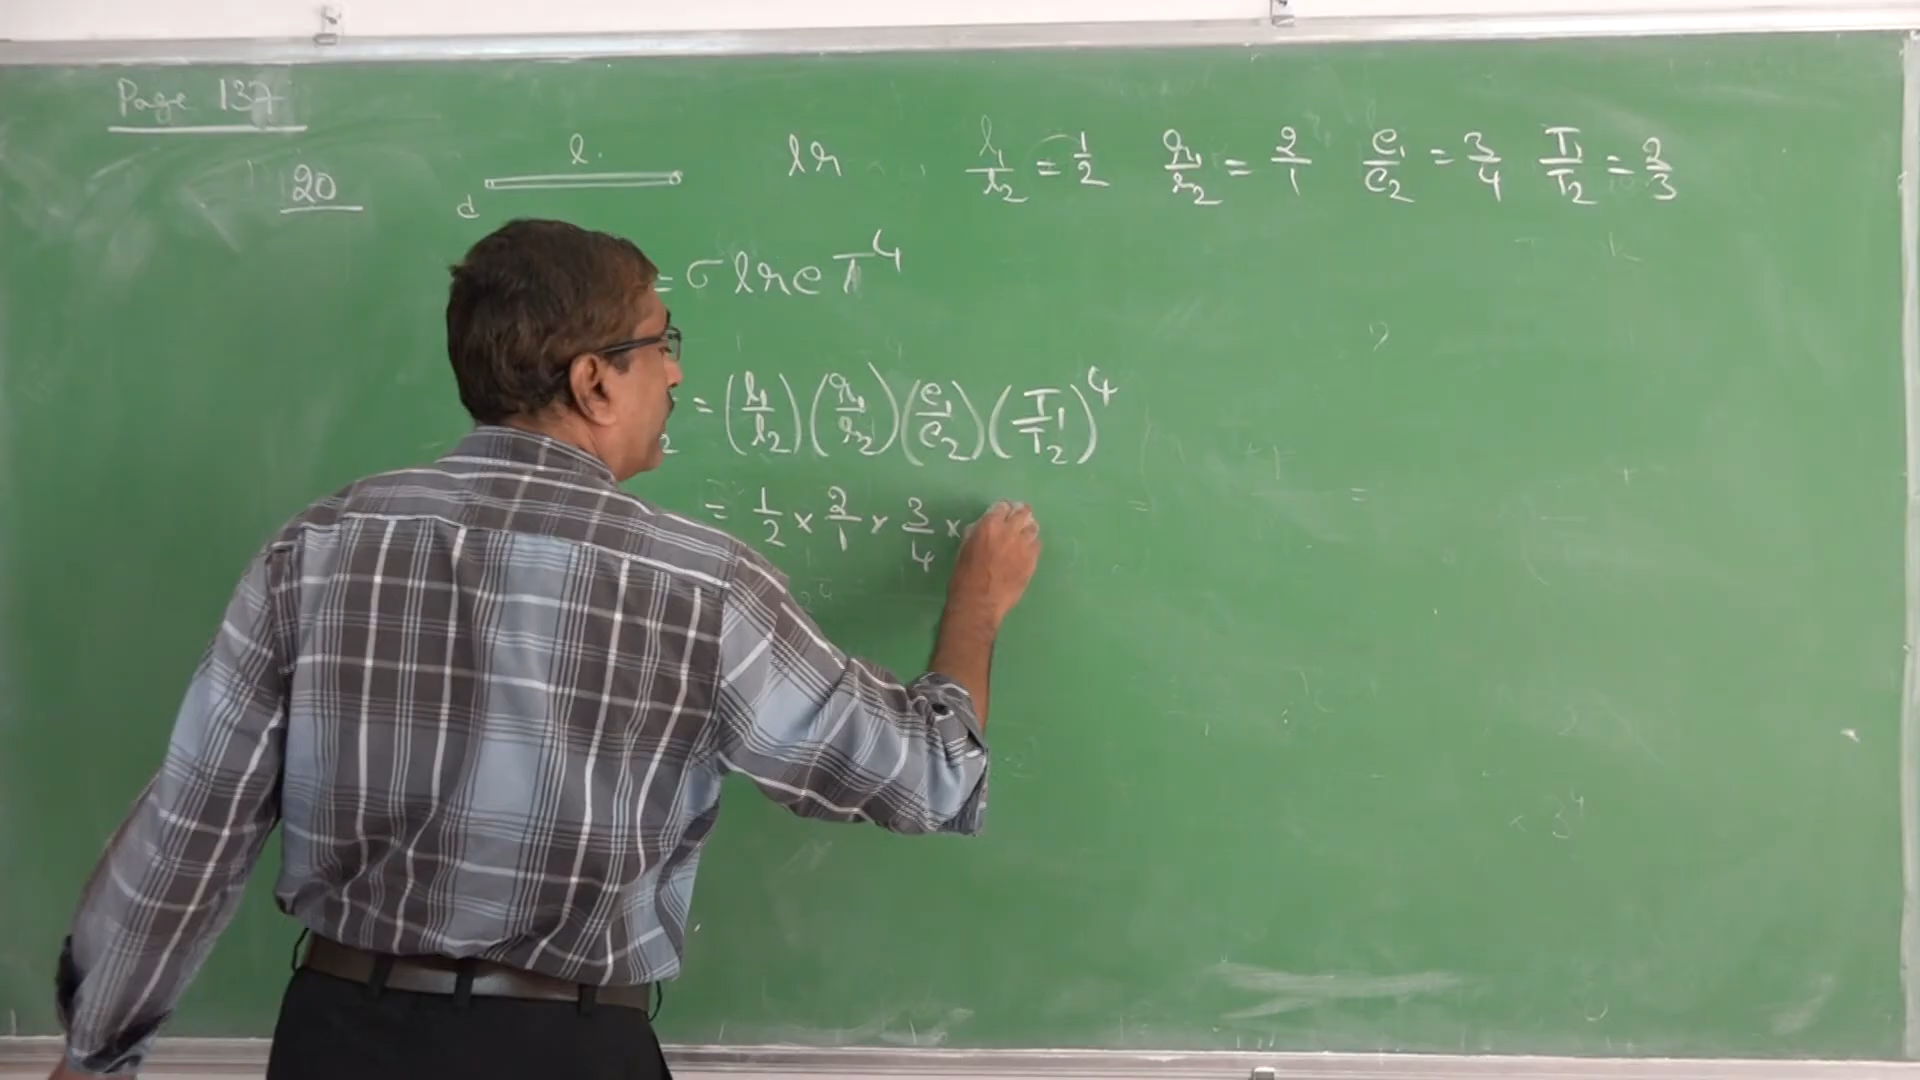 Page 137
20
l.
d
lr
l₁/l₂ = 1/2 r₁/r₂ = 2/1 e₁/e₂ = 3/4 T₁/T₂ = 2/3
= σ l r e T⁴
₂ = (l₁/l₂)(r₁/r₂)(e₁/e₂)(T₁/T₂)⁴
= 1/2 × 2/1 × 3/4 ×